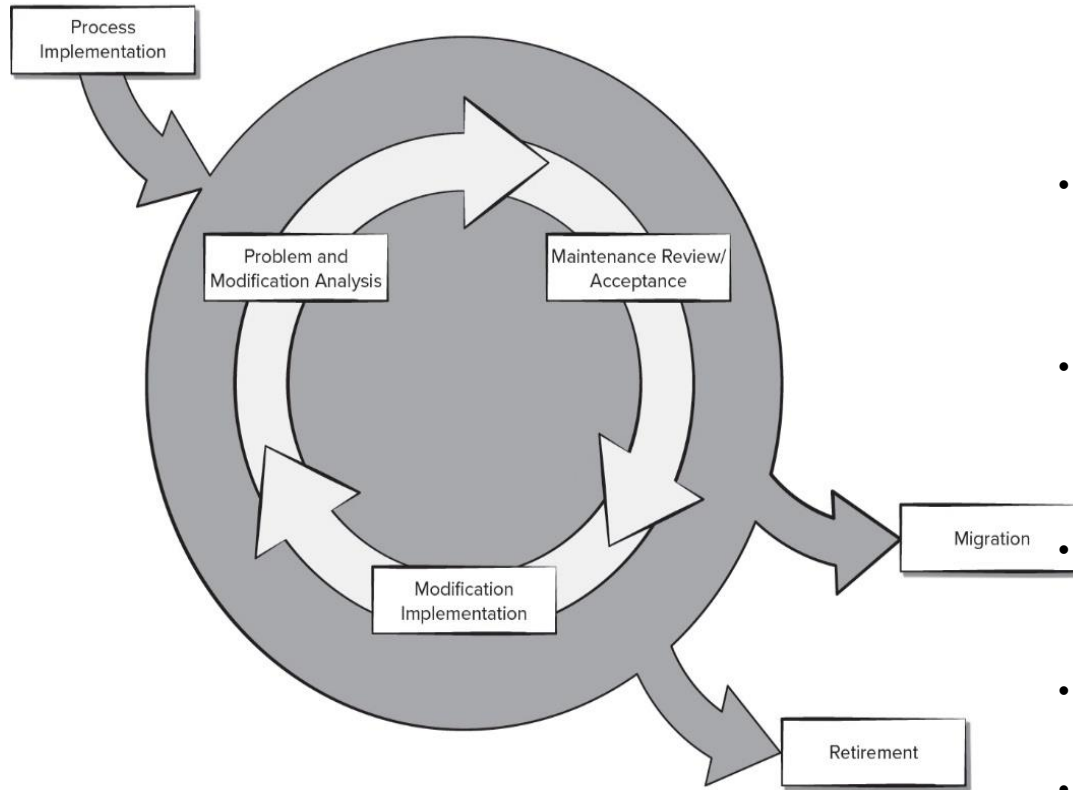 Process
Implementation
Problem and
Modification Analysis
Maintenance Review/
Acceptance
Migration
Modification
Implementation
Retirement